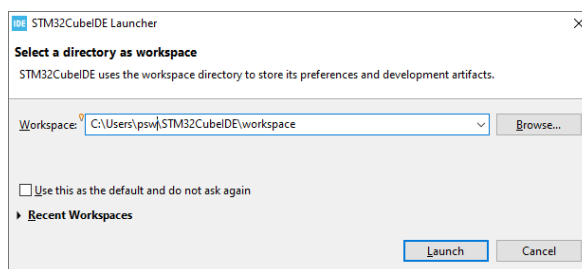 IDE STM32CubeIDE Launcher
Select a directory as workspace
STM32CubeIDE uses the workspace directory to store its preferences and development artifacts.
Workspace: C:\Users\psw\STM32CubeIDE\workspace Browse...
Use this as the default and do not ask again
Recent Workspaces
Launch Cancel